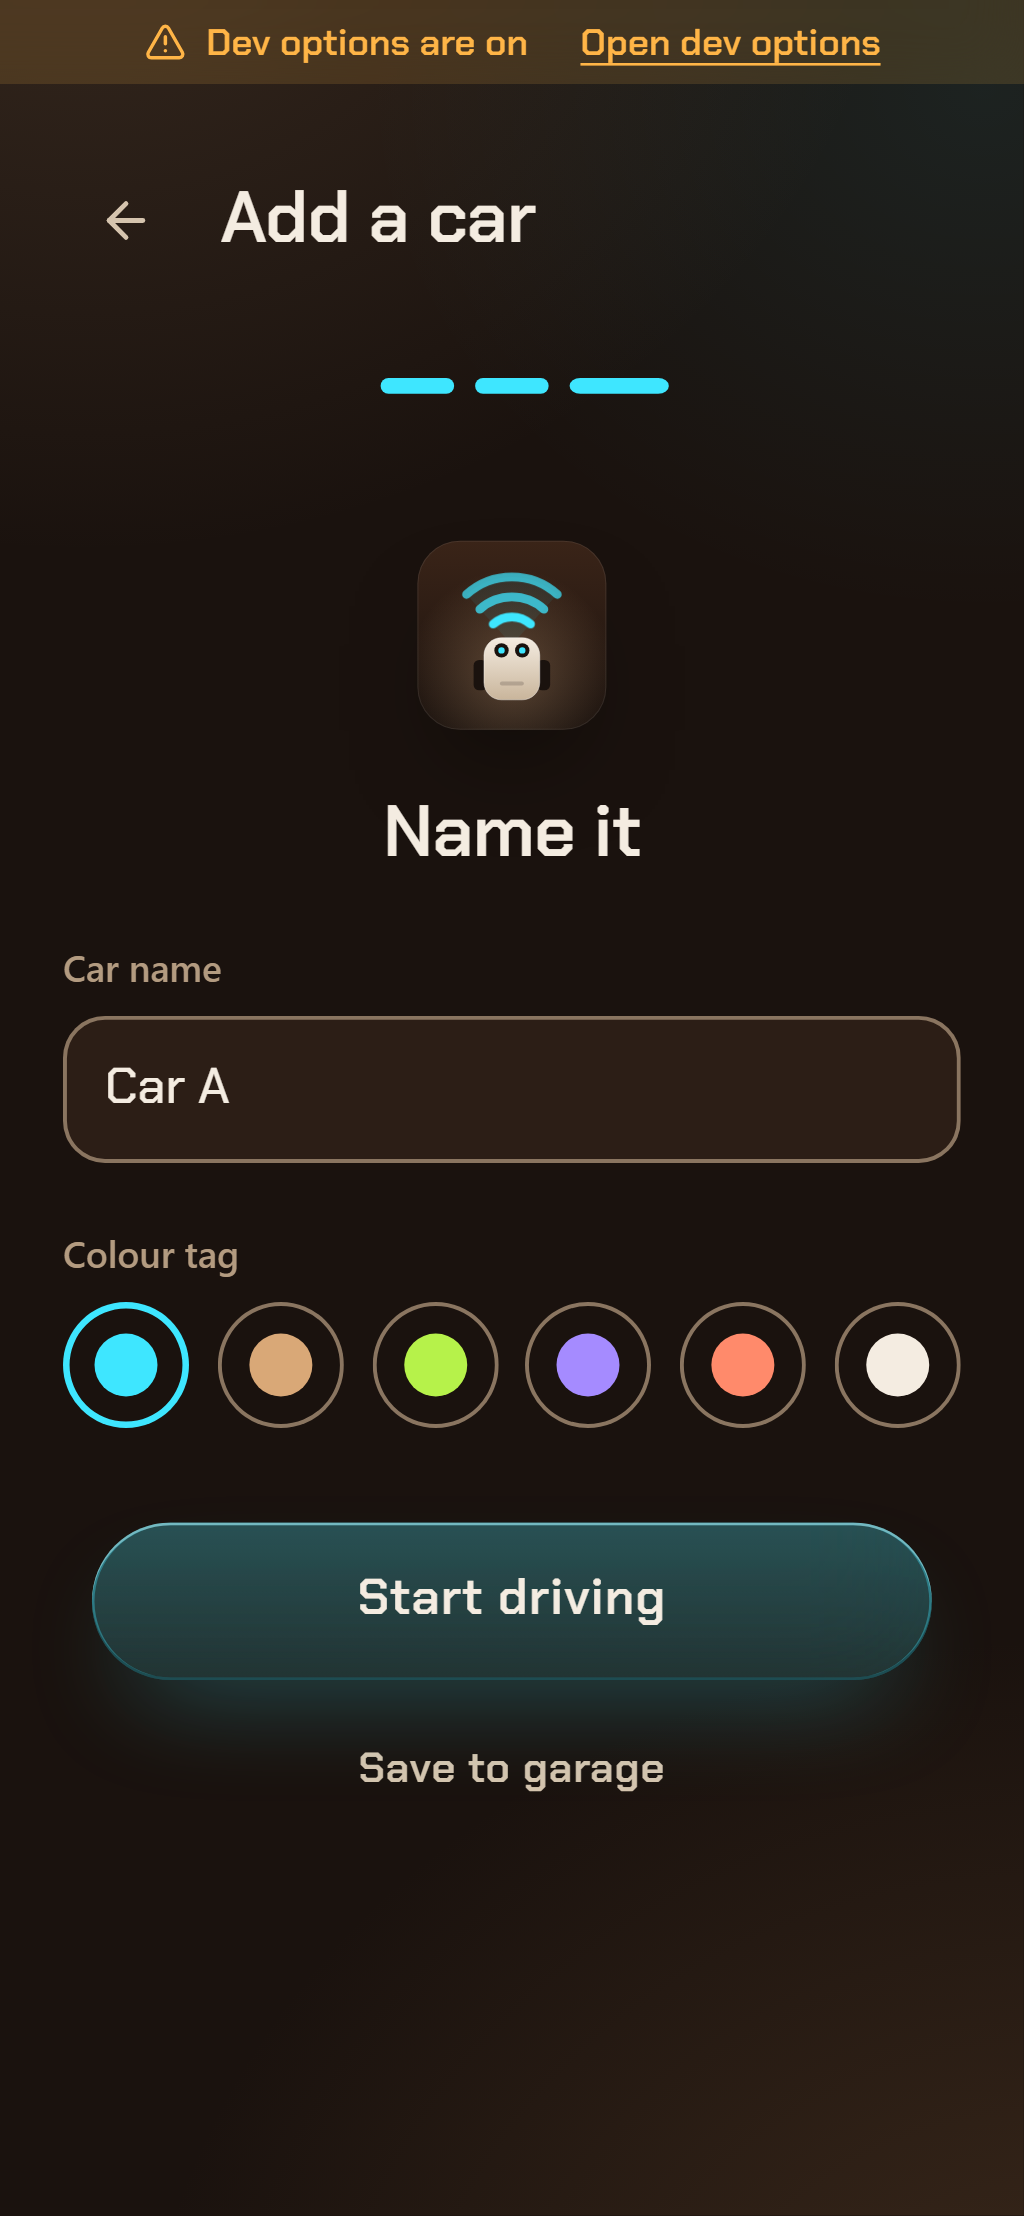 Dev options are on Open dev options
Add a car
Name it
Car name
Car A
Colour tag
Start driving
Save to garage